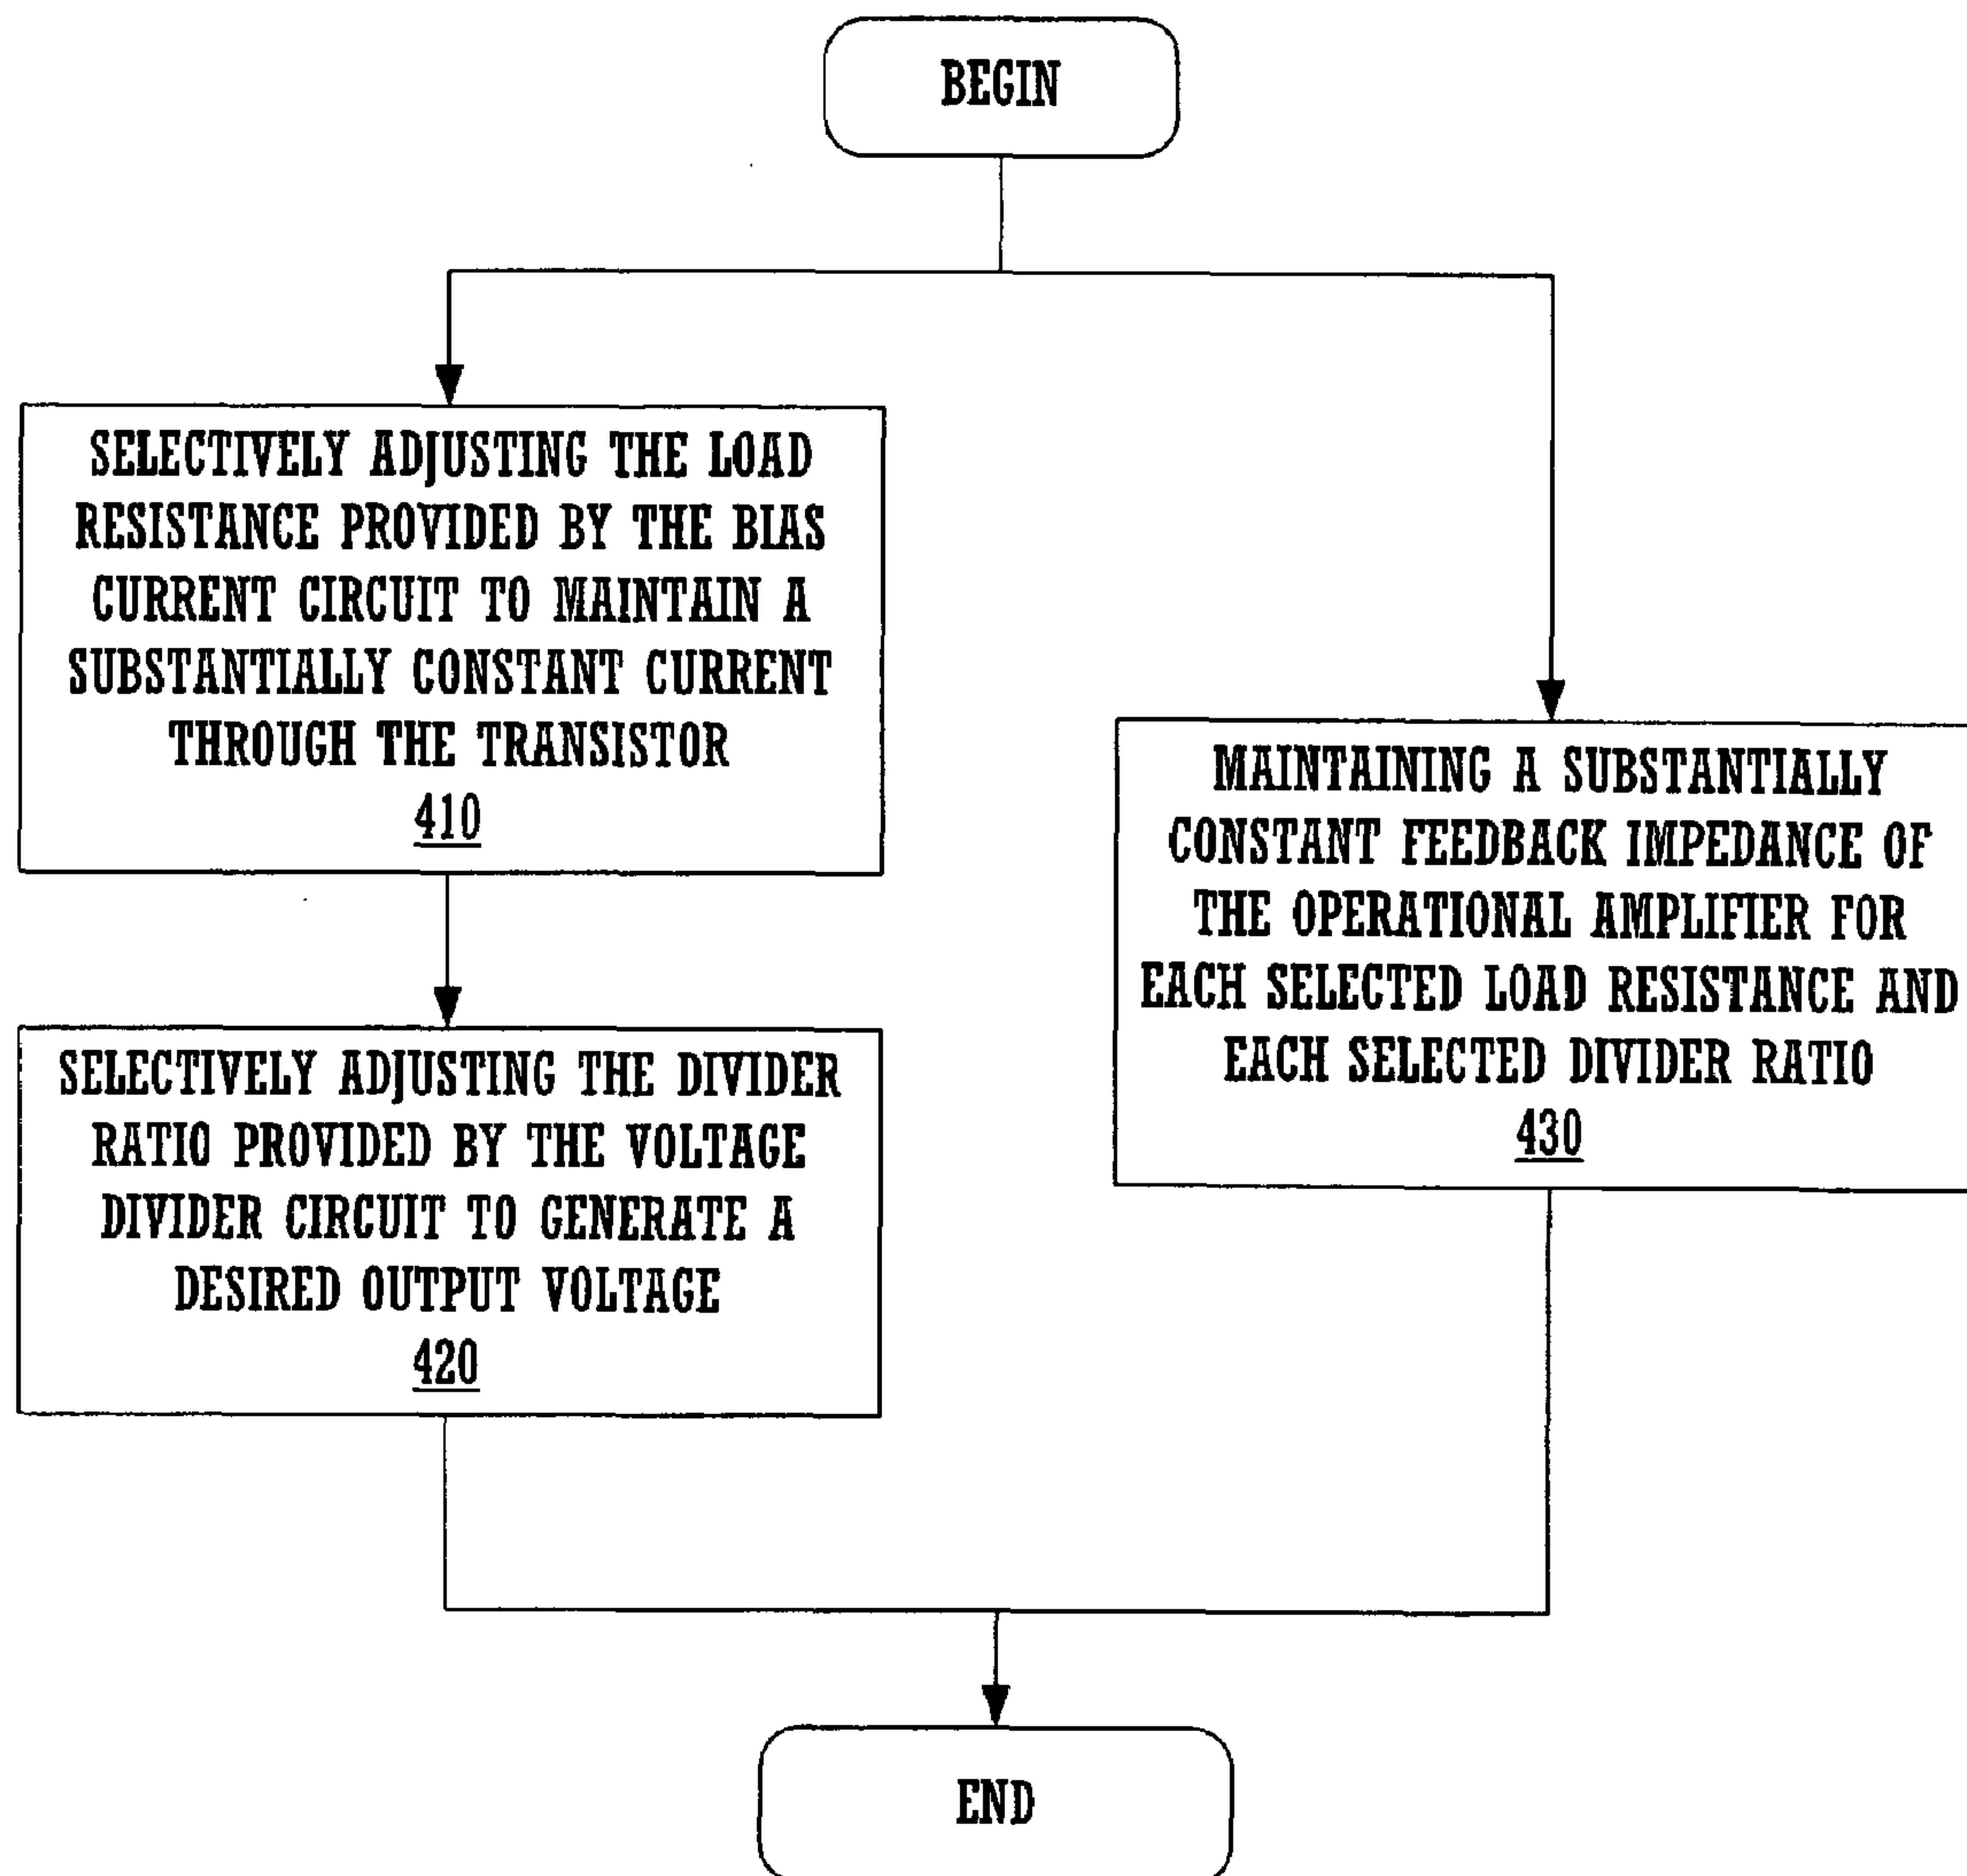 BEGIN
SELECTIVELY ADJUSTING THE LOAD
RESISTANCE PROVIDED BY THE BIAS
CURRENT CIRCUIT TO MAINTAIN A
SUBSTANTIALLY CONSTANT CURRENT
THROUGH THE TRANSISTOR
410
SELECTIVELY ADJUSTING THE DIVIDER
RATIO PROVIDED BY THE VOLTAGE
DIVIDER CIRCUIT TO GENERATE A
DESIRED OUTPUT VOLTAGE
420
MAINTAINING A SUBSTANTIALLY
CONSTANT FEEDBACK IMPEDANCE OF
THE OPERATIONAL AMPLIFIER FOR
EACH SELECTED LOAD RESISTANCE AND
EACH SELECTED DIVIDER RATIO
430
END